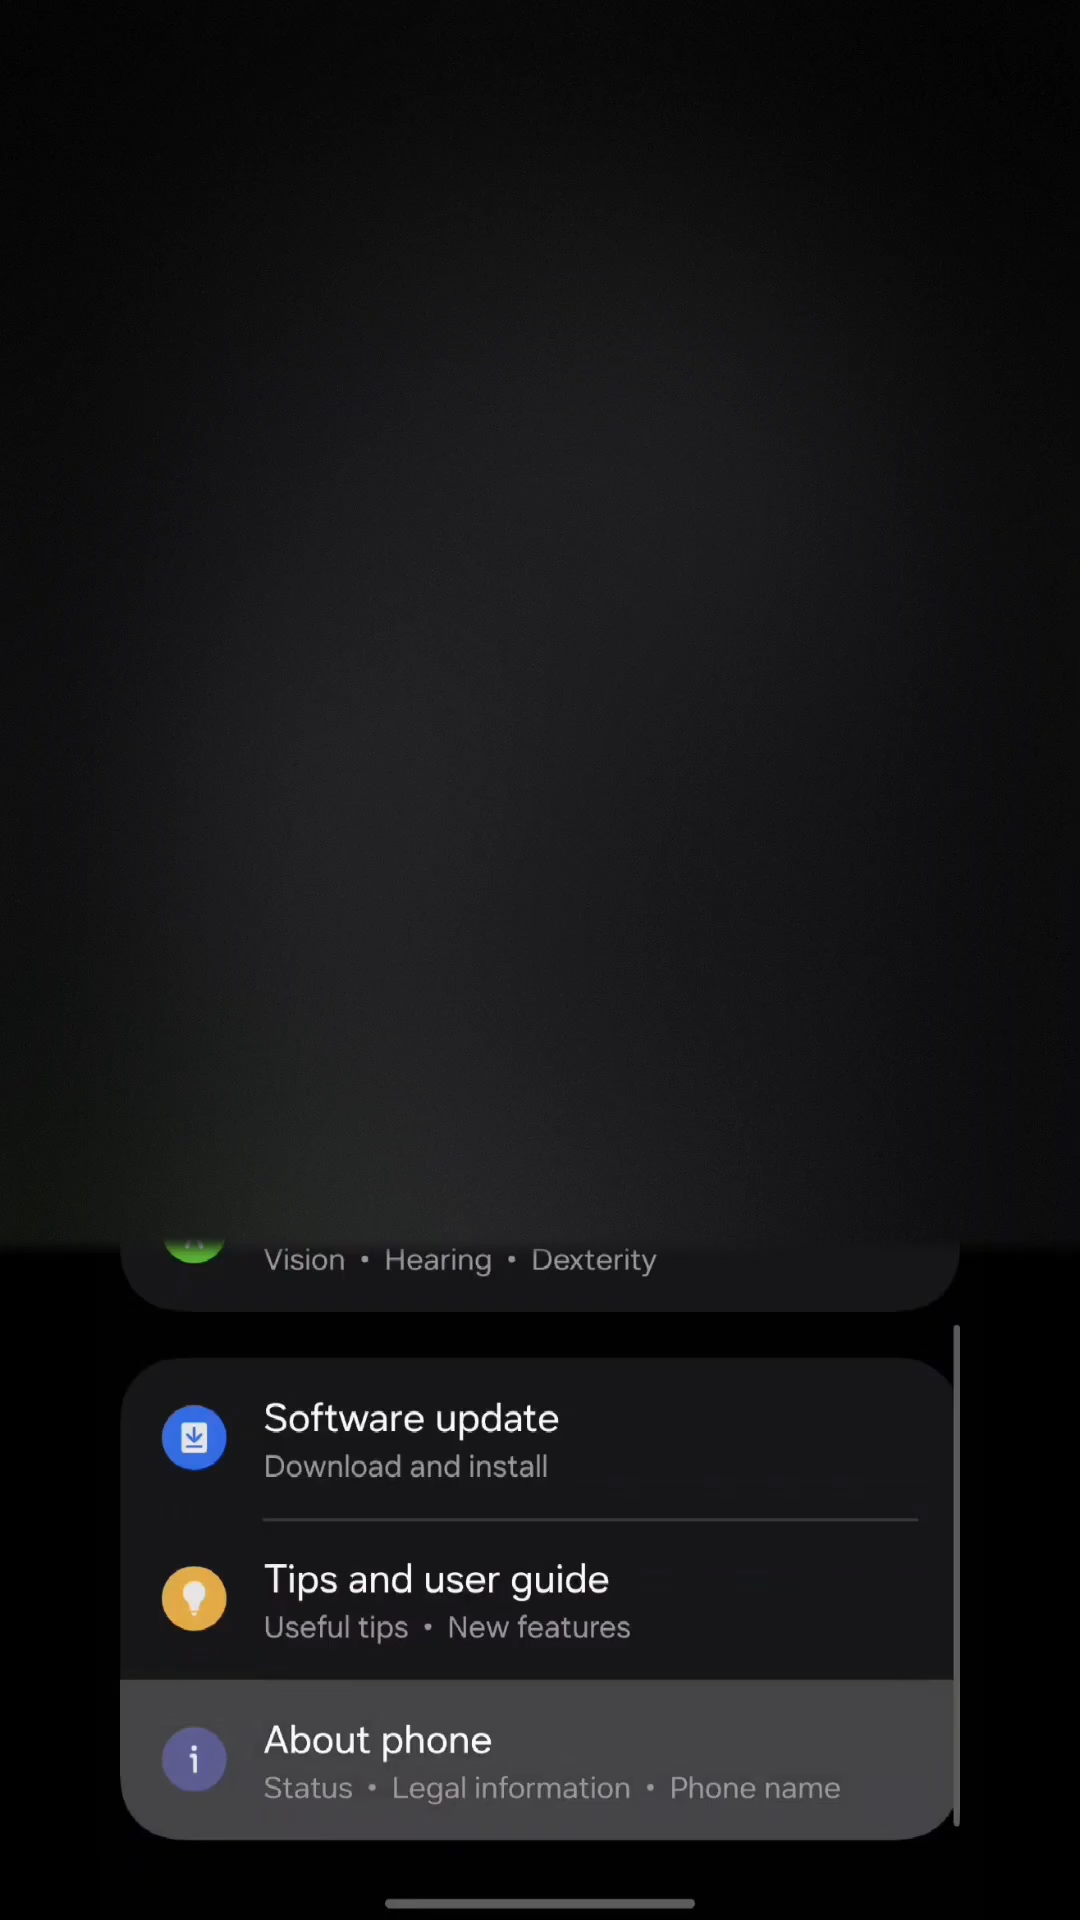 Vision • Hearing • Dexterity
Software update
Download and install
Tips and user guide
Useful tips • New features
About phone
Status • Legal information • Phone name